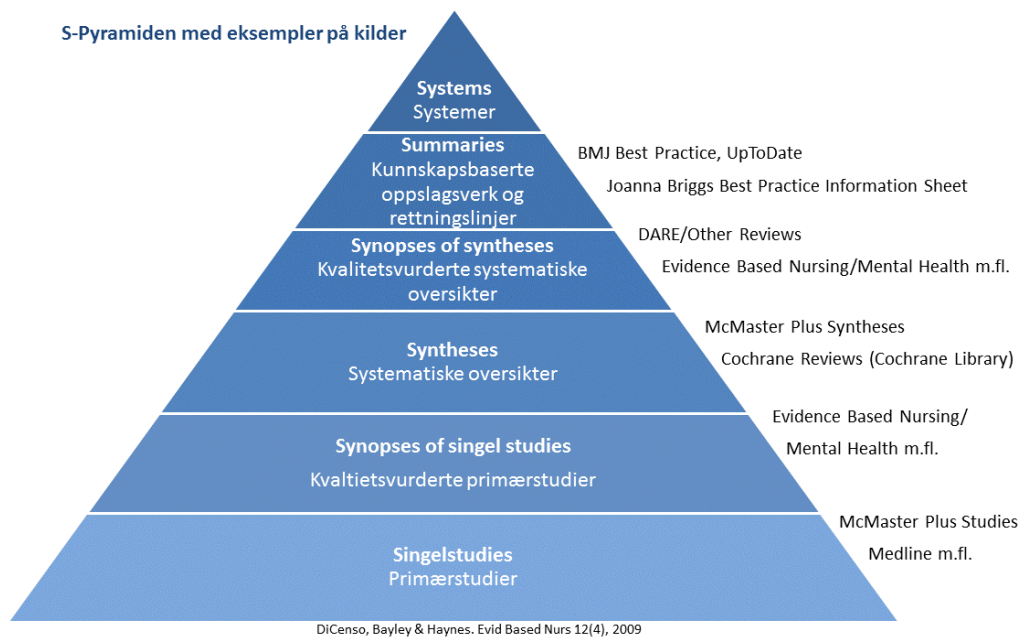 S-Pyramiden med eksempler på kilder
Systems
Systemer
Summaries
Kunnskapsbaserte
oppslagsverk og
rettningslinjer
BMJ Best Practice, UpToDate
Joanna Briggs Best Practice Information Sheet
Synopses of syntheses
Kvalitetsvurderte systematiske
oversikter
DARE/Other Reviews
Evidence Based Nursing/Mental Health m.fl.
Syntheses
Systematiske oversikter
McMaster Plus Syntheses
Cochrane Reviews (Cochrane Library)
Synopses of singel studies
Kvaltietsvurderte primærstudier
Evidence Based Nursing/
Mental Health m.fl.
Singelstudies
Primærstudier
McMaster Plus Studies
Medline m.fl.
DiCenso, Bayley & Haynes. Evid Based Nurs 12(4), 2009